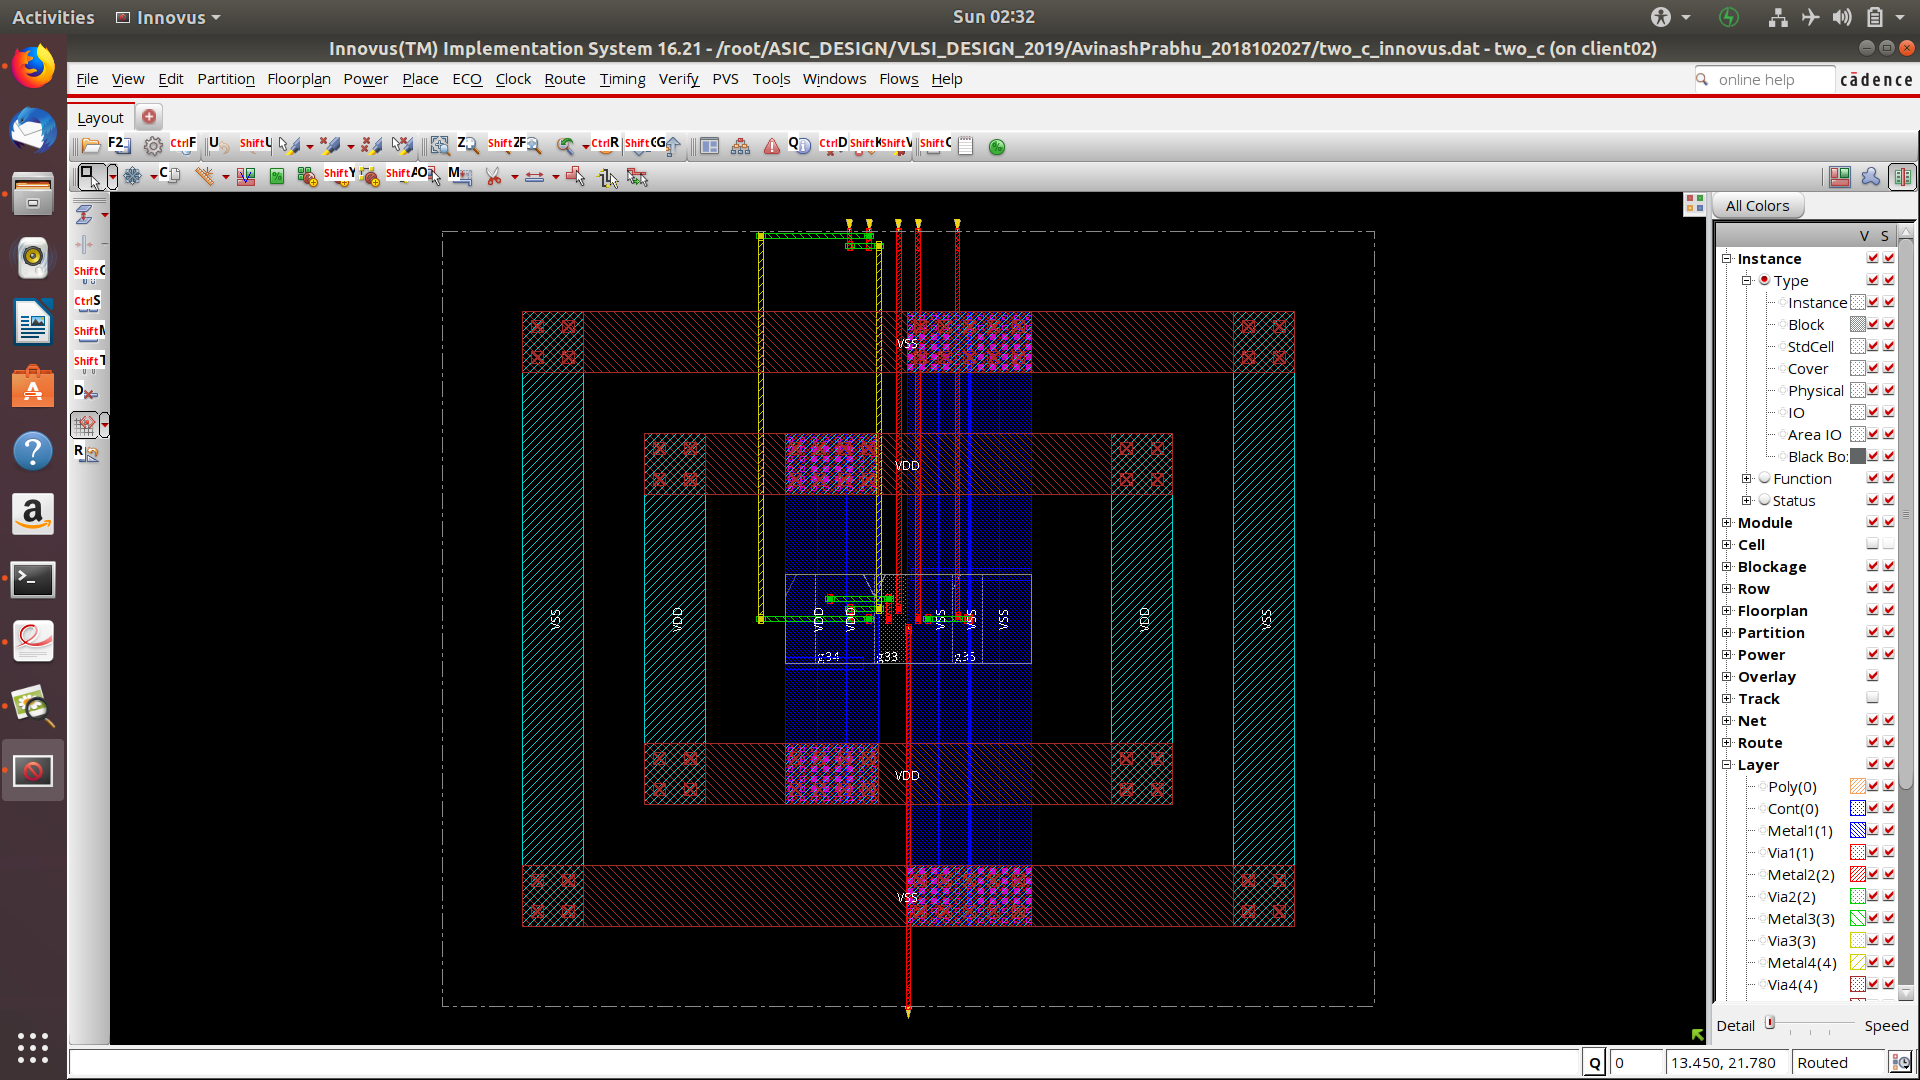 Activities
Innovus
Sun 02:32
Innovus(TM) Implementation System 16.21 - /root/ASIC_DESIGN/VLSI_DESIGN_2019/AvinashPrabhu_2018102027/two_c_innovus.dat - two_c (on client02)
File View Edit Partition Floorplan Power Place ECO Clock Route Timing Verify PVS Tools Windows Flows Help
online help
cādence
Layout
F2 CtrlF U ShiftU Z ShiftZ F CtrlR ShiftG G Q CtrlD ShiftK ShiftV ShiftC
C ShiftY ShiftA O M
ShiftC
CtrlS
ShiftM
ShiftT
D
R
All Colors
V S
Instance
Type
Instance
Block
StdCell
Cover
Physical
IO
Area IO
Black Bo:
Function
Status
Module
Cell
Blockage
Row
Floorplan
Partition
Power
Overlay
Track
Net
Route
Layer
Poly(0)
Cont(0)
Metal1(1)
Via1(1)
Metal2(2)
Via2(2)
Metal3(3)
Via3(3)
Metal4(4)
Via4(4)
Detail
Speed
VSS
VDD
VSS
VDD
VDD
VDD
VSS
VSS
VSS
VDD
VSS
VDD
VSS
Q
0
13.450, 21.780
Routed